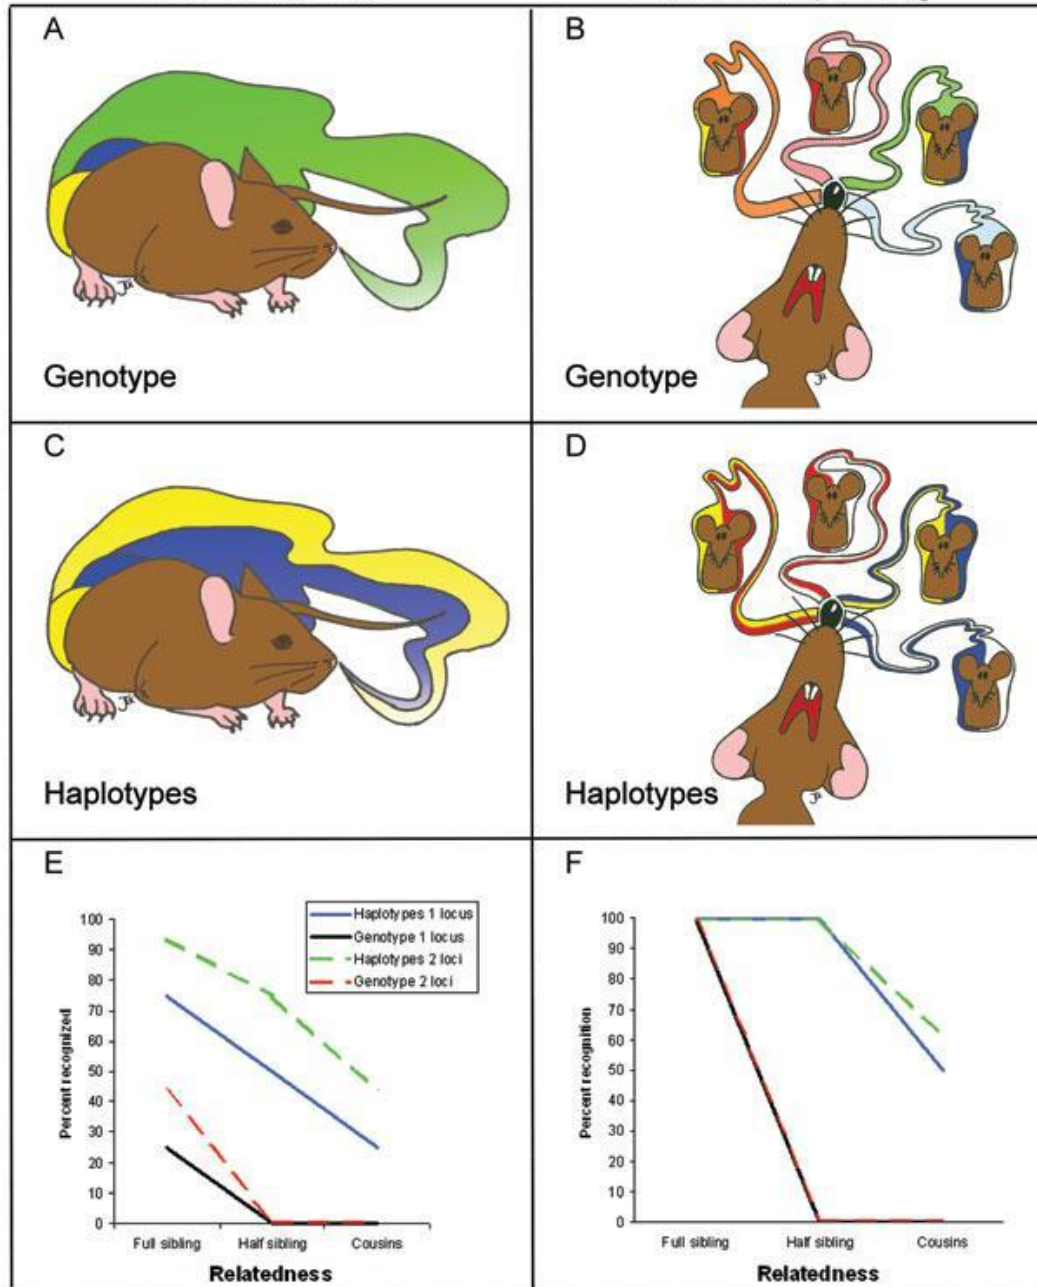 A
B
Genotype
Genotype
C
D
Haplotypes
Haplotypes
E
F
Haplotypes 1 locus
Genotype 1 locus
Haplotypes 2 loci
Genotype 2 loci
100
90
80
70
60
50
40
30
20
10
0
Percent recognized
Full sibling Half sibling Cousins
Relatedness
100
90
80
70
60
50
40
30
20
10
0
Percent recognition
Full sibling Half sibling Cousins
Relatedness